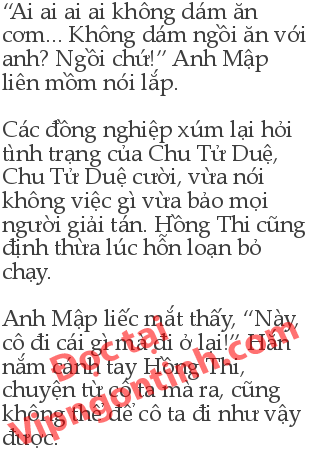 “Ai ai ai ai không dám ăn
cơm... Không dám ngồi ăn với
anh? Ngồi chứ!” Anh Mập
liên mồm nói lắp.
Các đồng nghiệp xúm lại hỏi
tình trạng của Chu Tử Duệ,
Chu Tử Duệ cười, vừa nói
không việc gì vừa bảo mọi
người giải tán. Hồng Thi cũng
định thừa lúc hỗn loạn bỏ
chạy.
Anh Mập liếc mắt thấy, “Này,
cô đi cái gì mà đi ở lại!” Hắn
nắm cánh tay Hồng Thi,
chuyện từ cô ta mà ra, cũng
không thể để cô ta đi như vậy
được.
Đọc tại
Vipngontinh.com